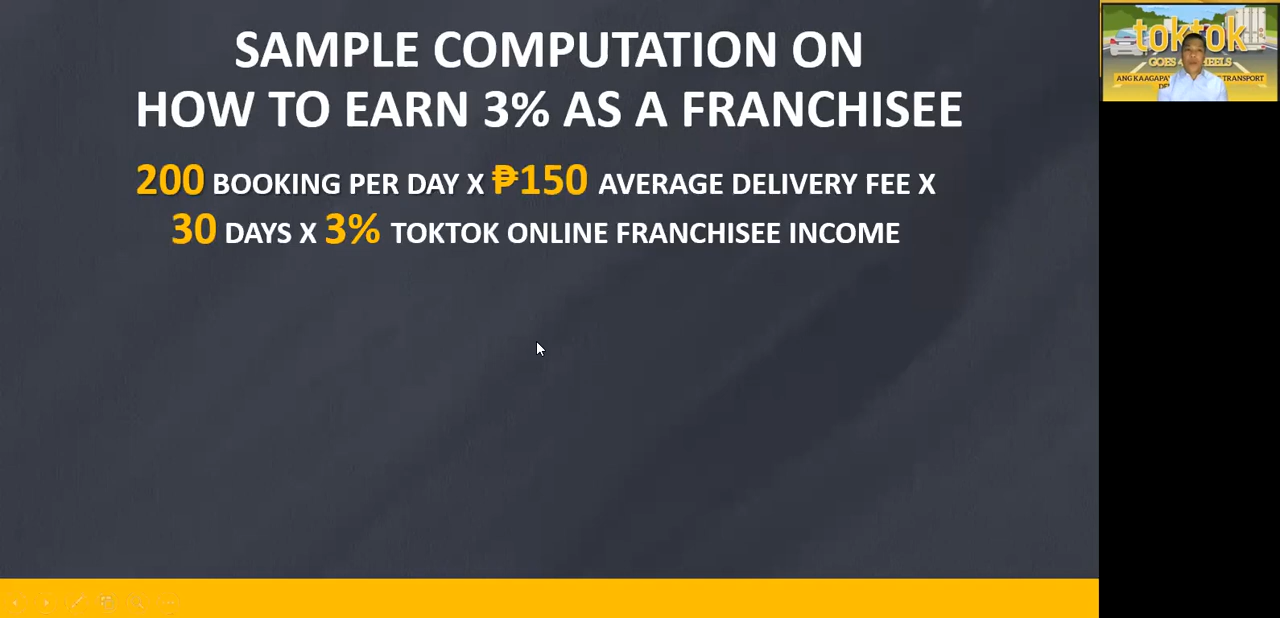 SAMPLE COMPUTATION ON
HOW TO EARN 3% AS A FRANCHISEE
200 BOOKING PER DAY X ₱150 AVERAGE DELIVERY FEE X
30 DAYS X 3% TOKTOK ONLINE FRANCHISEE INCOME
toktok
GOES 4 WHEELS
ANG KAAGAPAY TRANSPORT